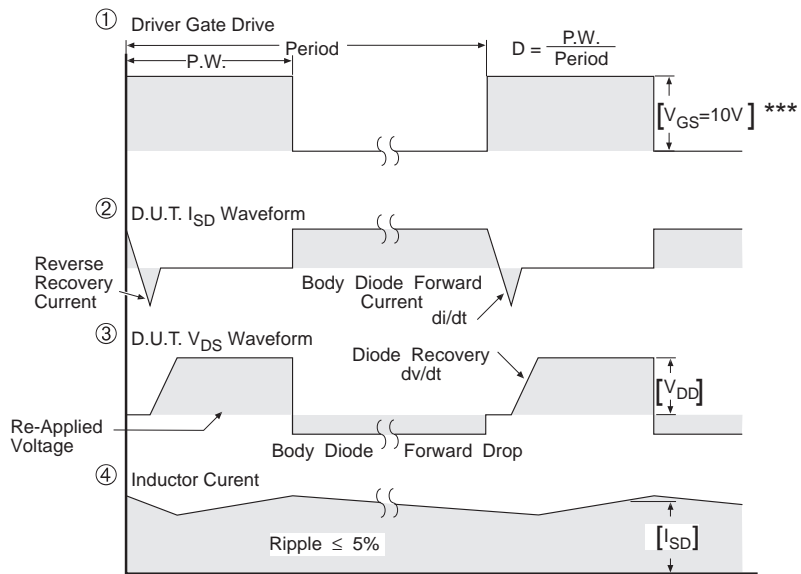 ① Driver Gate Drive
P.W.
Period
D = P.W.
Period
[VGS=10V] ***
② D.U.T. ISD Waveform
Reverse
Recovery
Current
Body Diode Forward
Current
di/dt
③ D.U.T. VDS Waveform
Diode Recovery
dv/dt
[VDD]
Re-Applied
Voltage
Body Diode Forward Drop
④ Inductor Curent
Ripple ≤ 5%
[ISD]